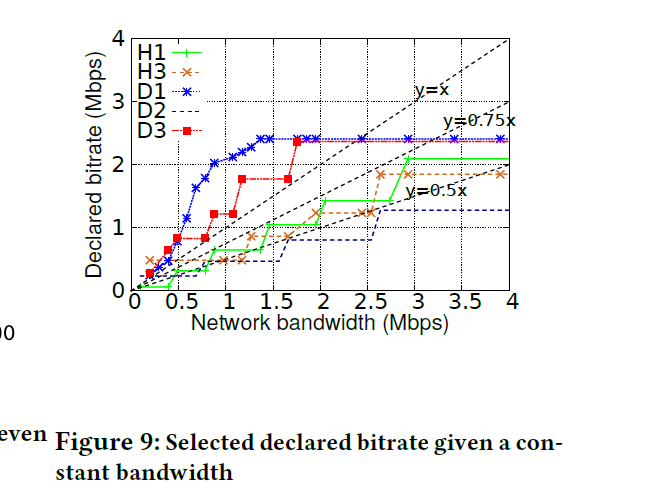 4
3
2
1
0
Declared bitrate (Mbps)
H1
H3
D1
D2
D3
y=x
y=0.75x
y=0.5x
0 0.5 1 1.5 2 2.5 3 3.5 4
Network bandwidth (Mbps)
00
even
Figure 9: Selected declared bitrate given a con-
stant bandwidth